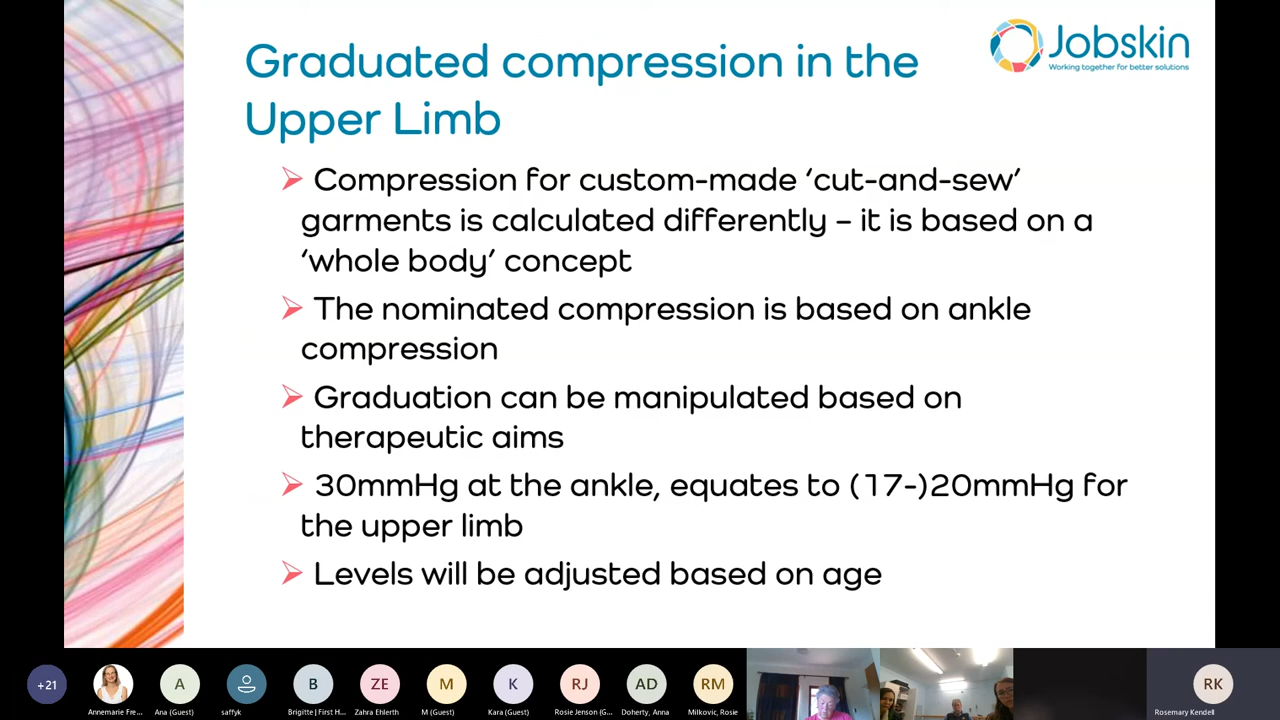 Graduated compression in the
Upper Limb
Jobskin
Working together for better solutions
➢ Compression for custom-made ‘cut-and-sew’
garments is calculated differently – it is based on a
‘whole body’ concept
➢ The nominated compression is based on ankle
compression
➢ Graduation can be manipulated based on
therapeutic aims
➢ 30mmHg at the ankle, equates to (17-)20mmHg for
the upper limb
➢ Levels will be adjusted based on age
+21
A
B
ZE
M
K
RJ
AD
RM
RK
Annemarie Fre...
Ana (Guest)
saffyk
Brigitte | First H...
Zahra Ehlerth
M (Guest)
Kara (Guest)
Rosie Jenson (G...
Doherty, Anna
Milkovic, Rosie
Rosemary Kendell